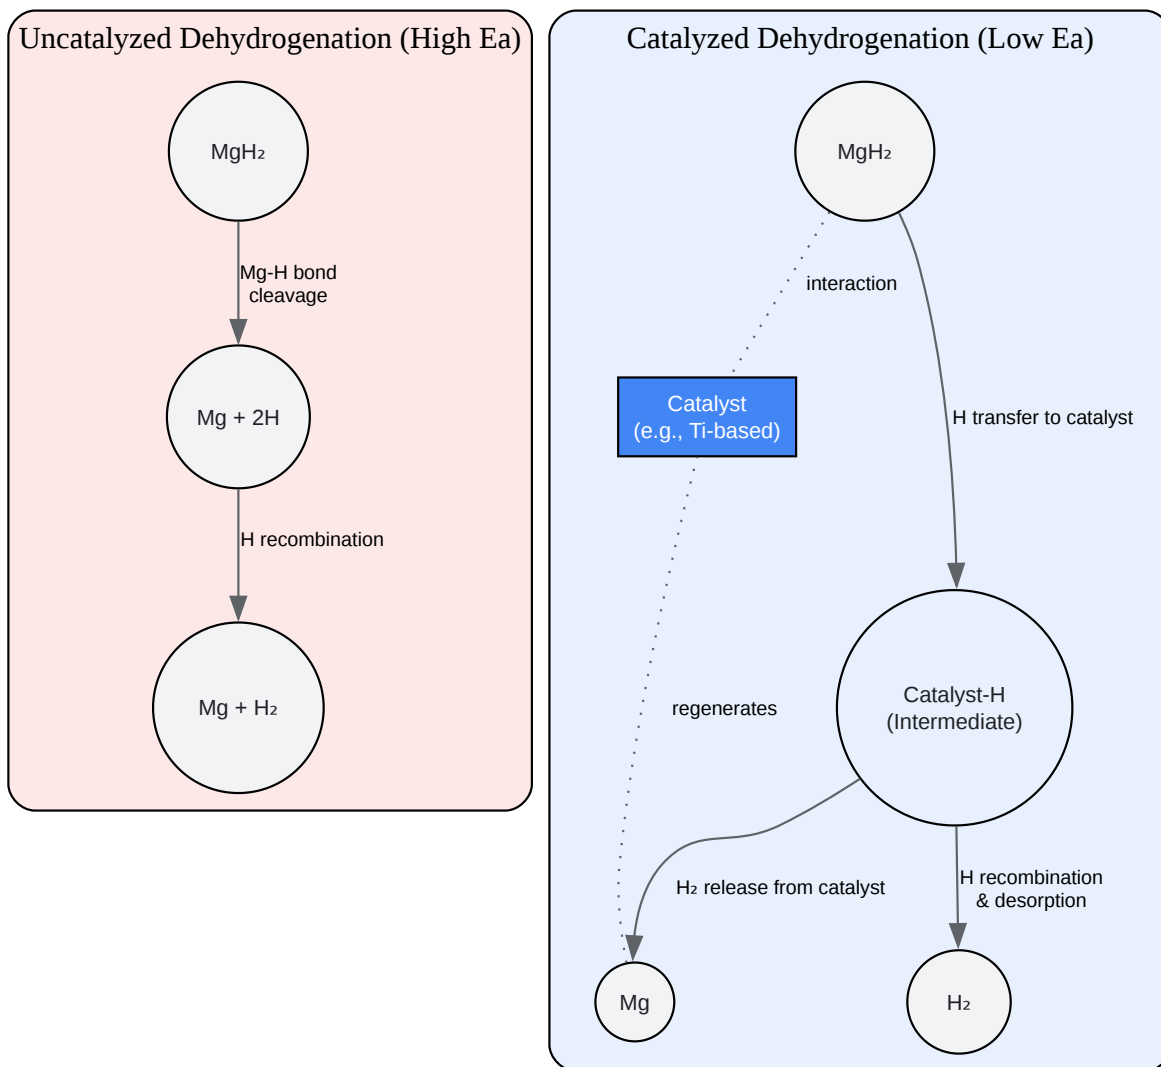 Uncatalyzed Dehydrogenation (High Ea)
MgH₂
Mg-H bond
cleavage
Mg + 2H
H recombination
Mg + H₂
Catalyzed Dehydrogenation (Low Ea)
MgH₂
interaction
Catalyst
(e.g., Ti-based)
H transfer to catalyst
regenerates
Catalyst-H
(Intermediate)
H₂ release from catalyst
H recombination
& desorption
Mg
H₂